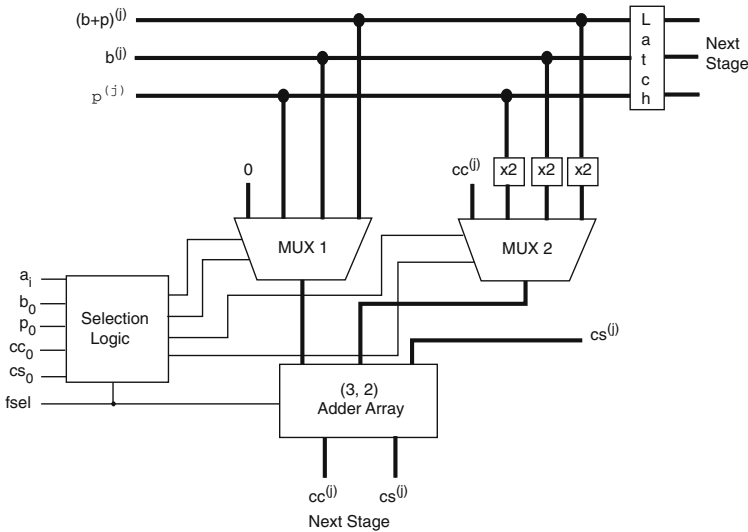 (b+p)^(j)
b^(j)
p^(j)
L
a
t
c
h
Next
Stage
0
cc^(j)
x2
x2
x2
MUX 1
MUX 2
a_i
b_0
p_0
cc_0
cs_0
fsel
Selection
Logic
cs^(j)
(3, 2)
Adder Array
cc^(j)
cs^(j)
Next Stage